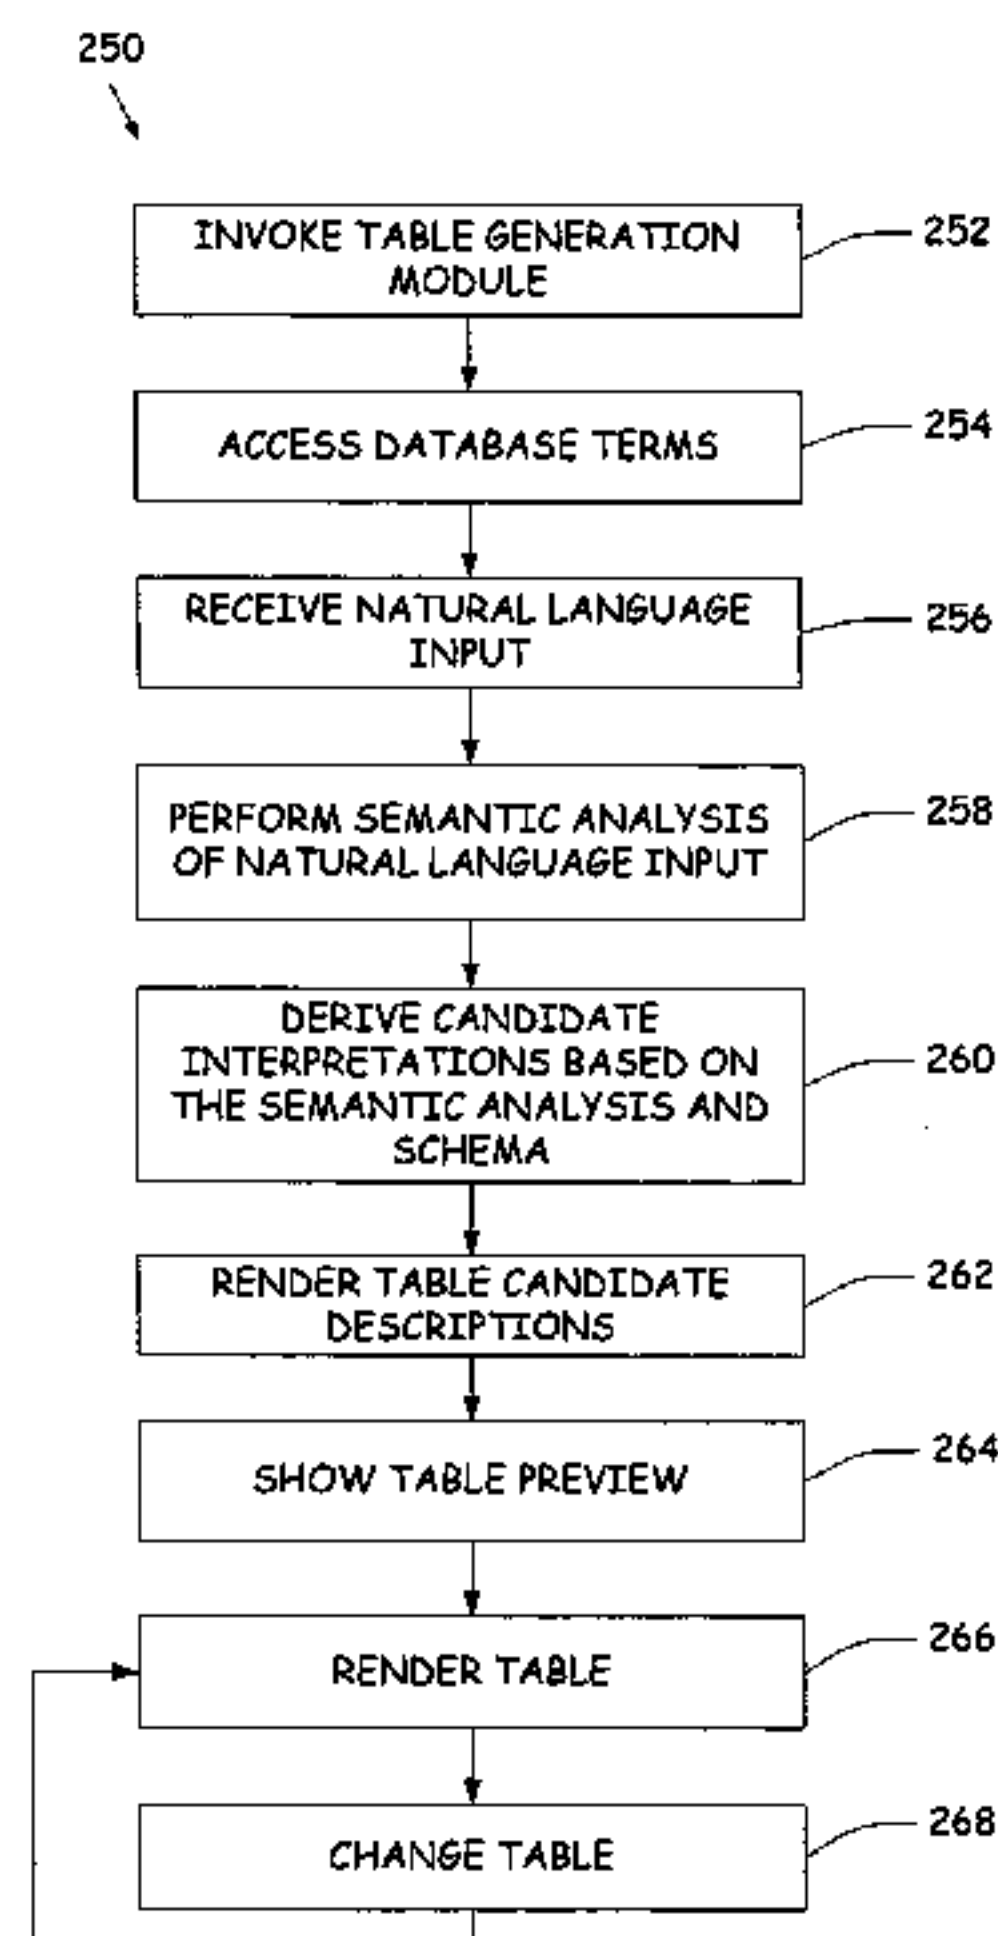 250
INVOKE TABLE GENERATION
MODULE
252
ACCESS DATABASE TERMS
254
RECEIVE NATURAL LANGUAGE
INPUT
256
PERFORM SEMANTIC ANALYSIS
OF NATURAL LANGUAGE INPUT
258
DERIVE CANDIDATE
INTERPRETATIONS BASED ON
THE SEMANTIC ANALYSIS AND
SCHEMA
260
RENDER TABLE CANDIDATE
DESCRIPTIONS
262
SHOW TABLE PREVIEW
264
RENDER TABLE
266
CHANGE TABLE
268